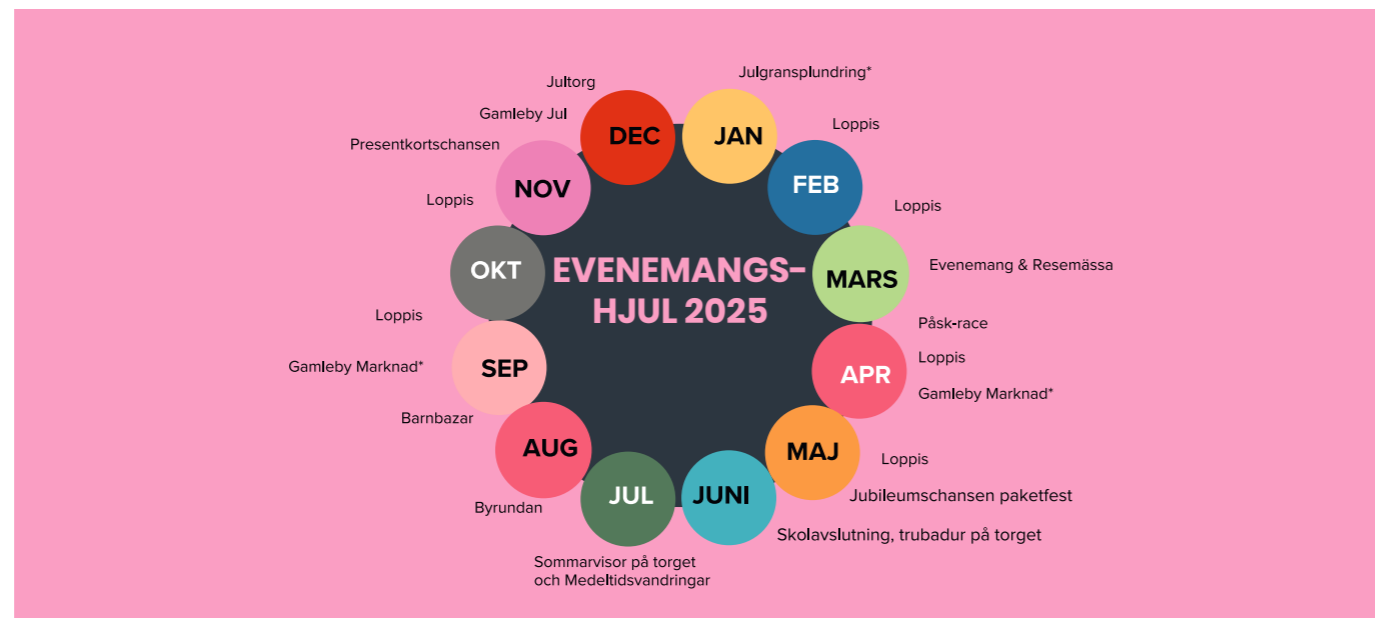 EVENEMANGS-
HJUL 2025
JAN
Julgransplundring*
FEB
Loppis
MARS
Loppis
Evenemang & Resemässa
APR
Påsk-race
Loppis
Gamleby Marknad*
MAJ
Loppis
Jubileumschansen paketfest
JUNI
Skolavslutning, trubadur på torget
JUL
Sommarvisor på torget
och Medeltidsvandringar
AUG
Byrundan
Barnbazar
SEP
Gamleby Marknad*
Loppis
OKT
Loppis
NOV
Presentkortschansen
Gamleby Jul
DEC
Jultorg